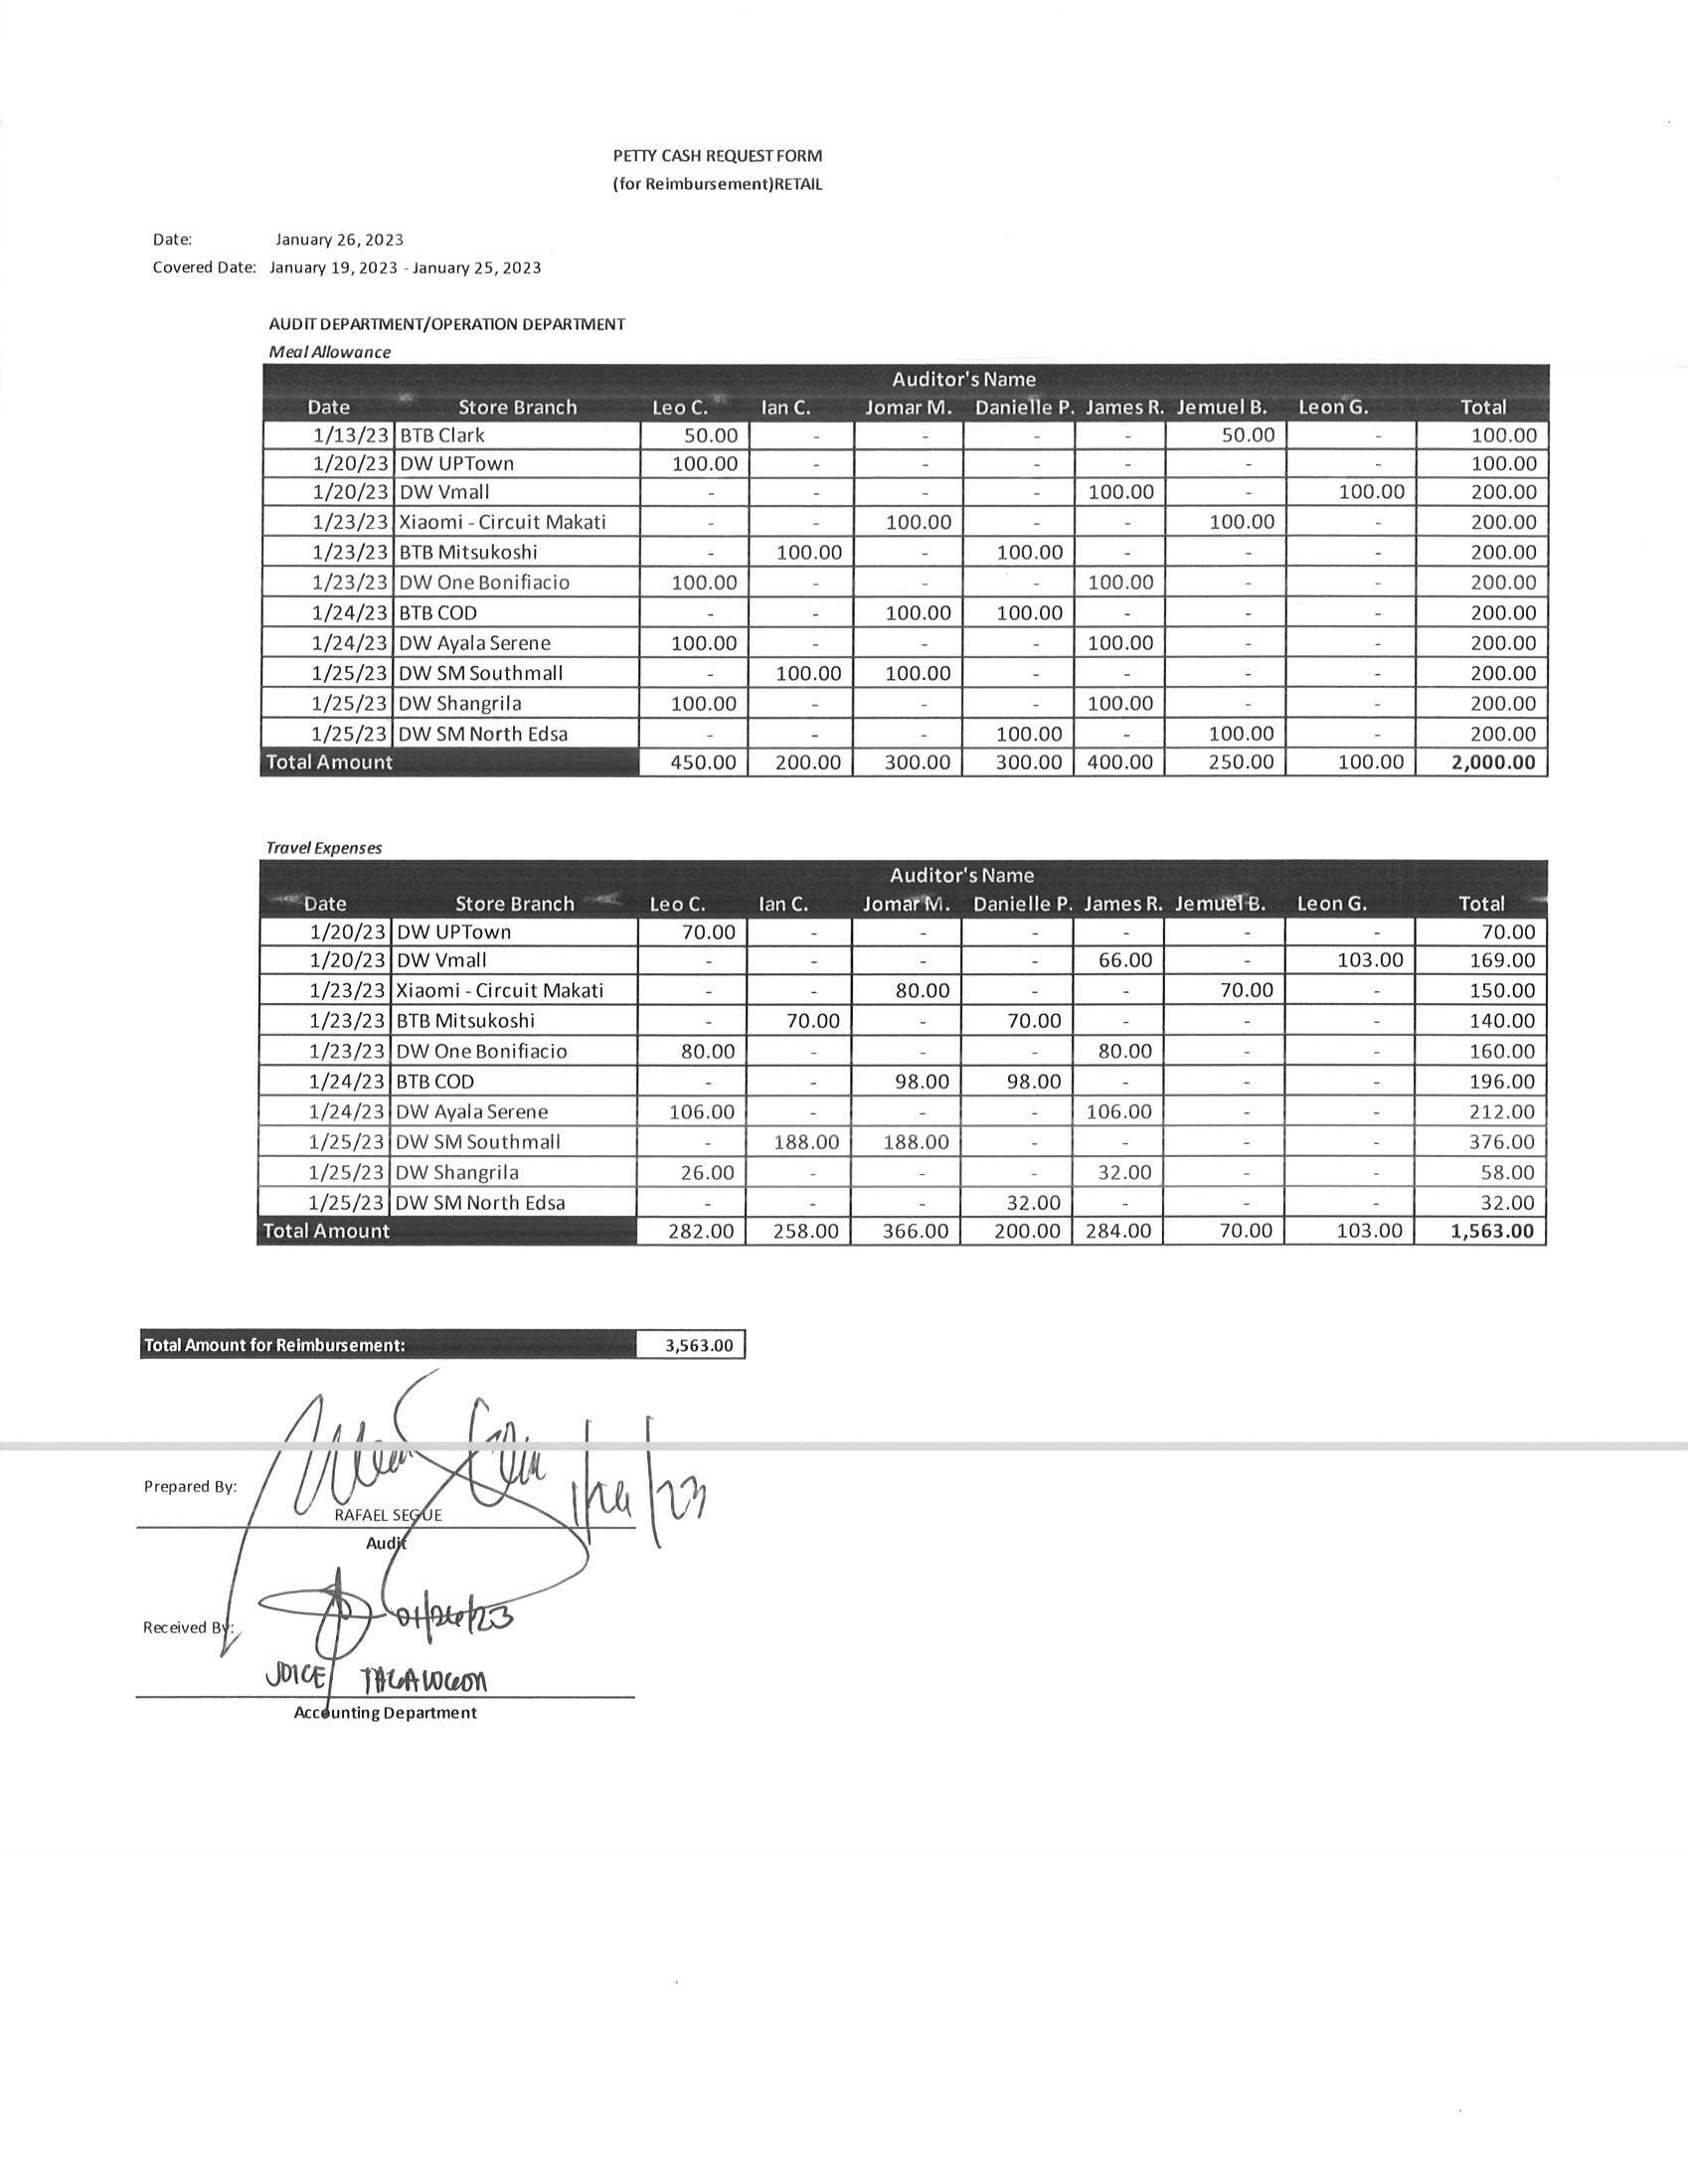 PETTY CASH REQUEST FORM
(for Reimbursement)RETAIL
Date: January 26, 2023
Covered Date: January 19, 2023 - January 25, 2023
AUDIT DEPARTMENT/OPERATION DEPARTMENT
Meal Allowance
Auditor's Name
Date Store Branch Leo C. Ian C. Jomar M. Danielle P. James R. Jemuel B. Leon G. Total
1/13/23 BTB Clark 50.00 - - - - 50.00 - 100.00
1/20/23 DW UPTown 100.00 - - - - - - 100.00
1/20/23 DW Vmall - - - - 100.00 - 100.00 200.00
1/23/23 Xiaomi - Circuit Makati - - 100.00 - - 100.00 - 200.00
1/23/23 BTB Mitsukoshi - 100.00 - 100.00 - - - 200.00
1/23/23 DW One Bonifiacio 100.00 - - - 100.00 - - 200.00
1/24/23 BTB COD - - 100.00 100.00 - - - 200.00
1/24/23 DW Ayala Serene 100.00 - - - 100.00 - - 200.00
1/25/23 DW SM Southmall - 100.00 100.00 - - - - 200.00
1/25/23 DW Shangrila 100.00 - - - 100.00 - - 200.00
1/25/23 DW SM North Edsa - - - 100.00 - 100.00 - 200.00
Total Amount 450.00 200.00 300.00 300.00 400.00 250.00 100.00 2,000.00
Travel Expenses
Auditor's Name
Date Store Branch Leo C. Ian C. Jomar M. Danielle P. James R. Jemuel B. Leon G. Total
1/20/23 DW UPTown 70.00 - - - - - - 70.00
1/20/23 DW Vmall - - - - 66.00 - 103.00 169.00
1/23/23 Xiaomi - Circuit Makati - - 80.00 - - 70.00 - 150.00
1/23/23 BTB Mitsukoshi - 70.00 - 70.00 - - - 140.00
1/23/23 DW One Bonifiacio 80.00 - - - 80.00 - - 160.00
1/24/23 BTB COD - - 98.00 98.00 - - - 196.00
1/24/23 DW Ayala Serene 106.00 - - - 106.00 - - 212.00
1/25/23 DW SM Southmall - 188.00 188.00 - - - - 376.00
1/25/23 DW Shangrila 26.00 - - - 32.00 - - 58.00
1/25/23 DW SM North Edsa - - - 32.00 - - - 32.00
Total Amount 282.00 258.00 366.00 200.00 284.00 70.00 103.00 1,563.00
Total Amount for Reimbursement: 3,563.00
Prepared By:
RAFAEL SEGUE
Audit
01/26/23
Received By:
JOICE TAGALOGON
Accounting Department